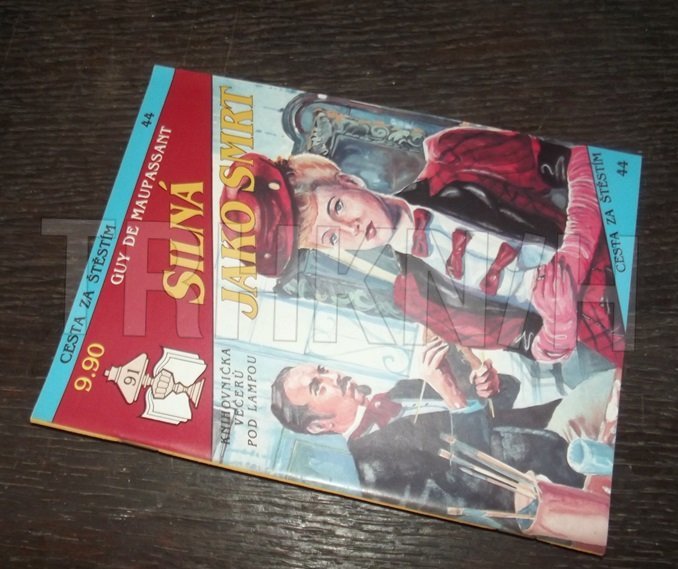 CESTA ZA ŠTĚSTÍM 44
GUY DE MAUPASSANT
SILNÁ
JAKO SMRT
9.90
91
KNIHOVNIČKA
VEČERŮ
POD LAMPOU
CESTA ZA ŠTĚSTÍM 44